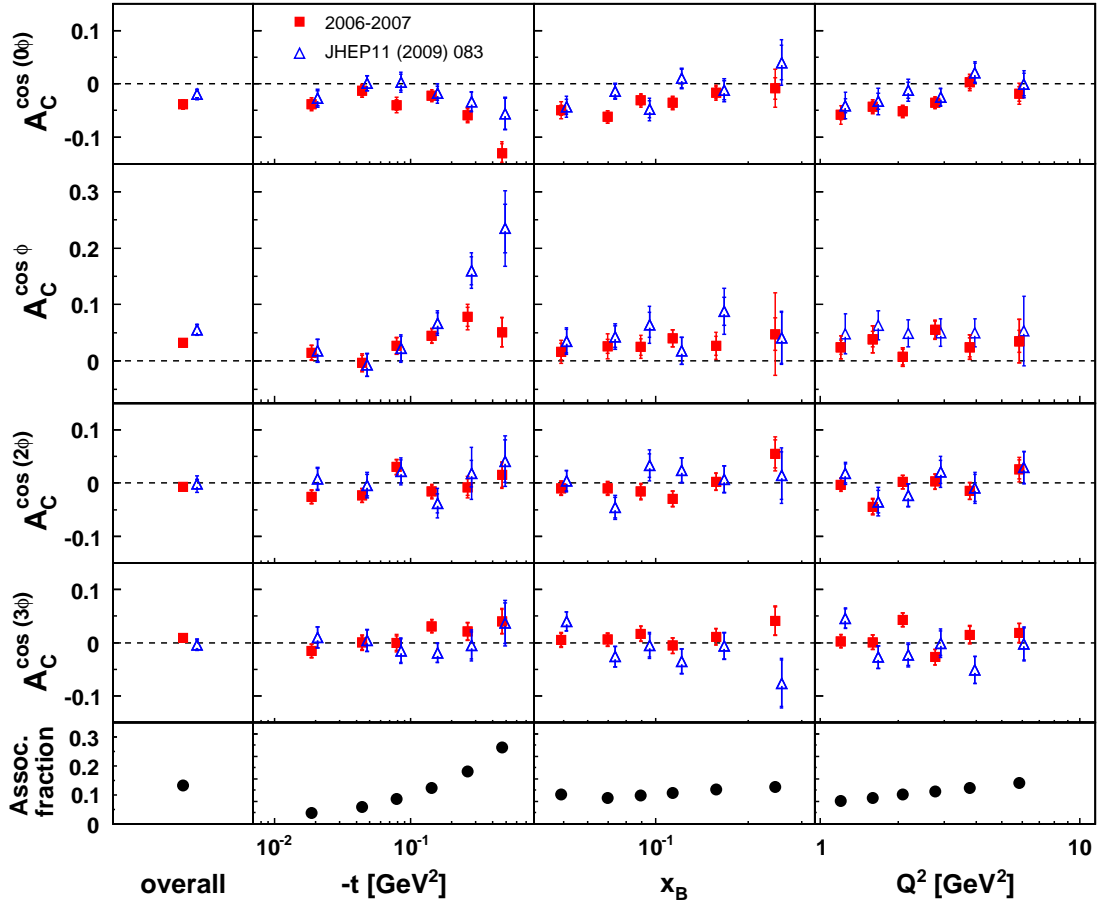 2006-2007
JHEP11 (2009) 083
A_C^cos (0ϕ)
0.1
0
-0.1
A_C^cos ϕ
0.3
0.2
0.1
0
A_C^cos (2ϕ)
0.1
0
-0.1
A_C^cos (3ϕ)
0.1
0
-0.1
Assoc.
fraction
0.3
0.2
0.1
0
10^-2 10^-1 10^-1 1 10
overall -t [GeV^2] x_B Q^2 [GeV^2]